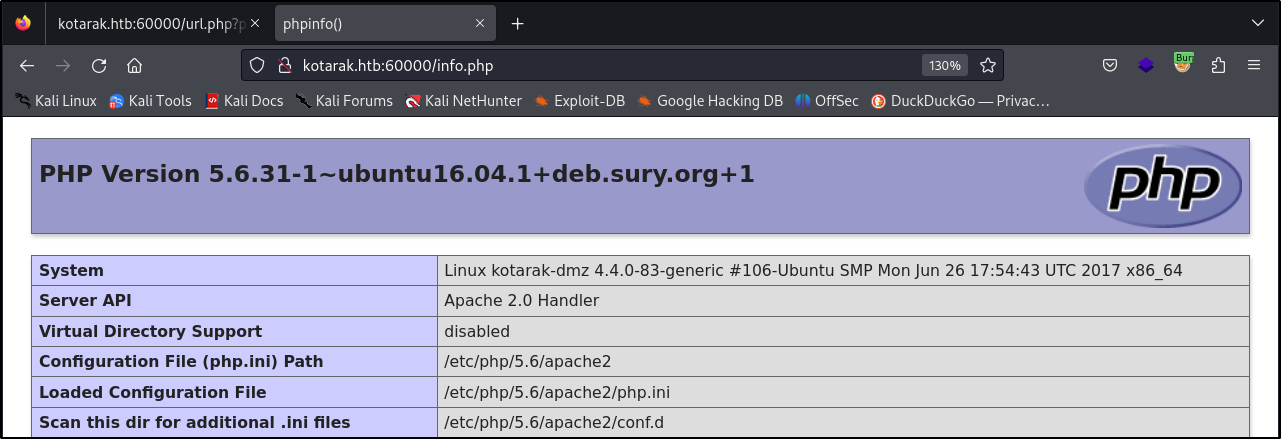 kotarak.htb:60000/url.php?p
phpinfo()
kotarak.htb:60000/info.php
130%
Bur
Kali Linux Kali Tools Kali Docs Kali Forums Kali NetHunter Exploit-DB Google Hacking DB OffSec DuckDuckGo — Privac…
PHP Version 5.6.31-1~ubuntu16.04.1+deb.sury.org+1
php
System Linux kotarak-dmz 4.4.0-83-generic #106-Ubuntu SMP Mon Jun 26 17:54:43 UTC 2017 x86_64
Server API Apache 2.0 Handler
Virtual Directory Support disabled
Configuration File (php.ini) Path /etc/php/5.6/apache2
Loaded Configuration File /etc/php/5.6/apache2/php.ini
Scan this dir for additional .ini files /etc/php/5.6/apache2/conf.d